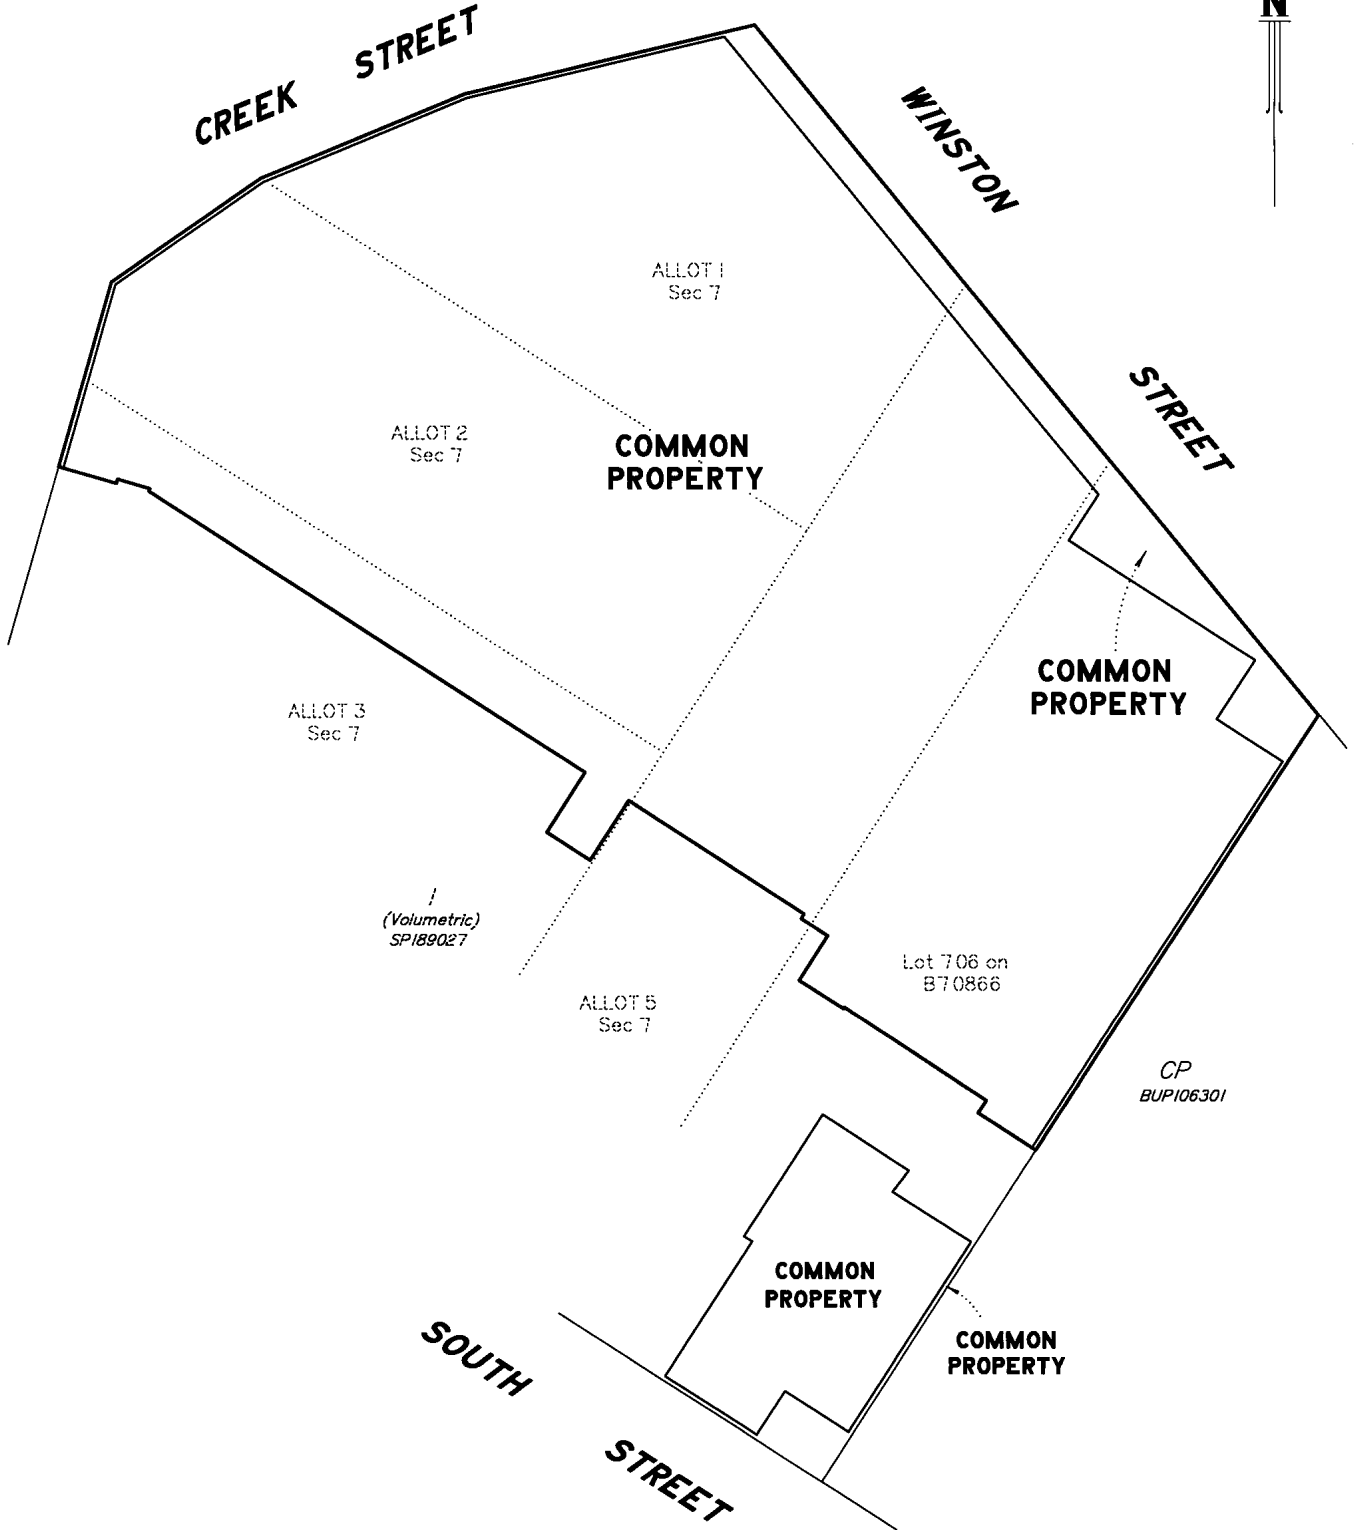 N
CREEK STREET
WINSTON STREET
ALLOT 1
Sec 7
ALLOT 2
Sec 7
COMMON
PROPERTY
COMMON
PROPERTY
ALLOT 3
Sec 7
1
(Volumetric)
SP189027
Lot 706 on
B70866
ALLOT 5
Sec 7
CP
BUP106301
COMMON
PROPERTY
COMMON
PROPERTY
SOUTH STREET